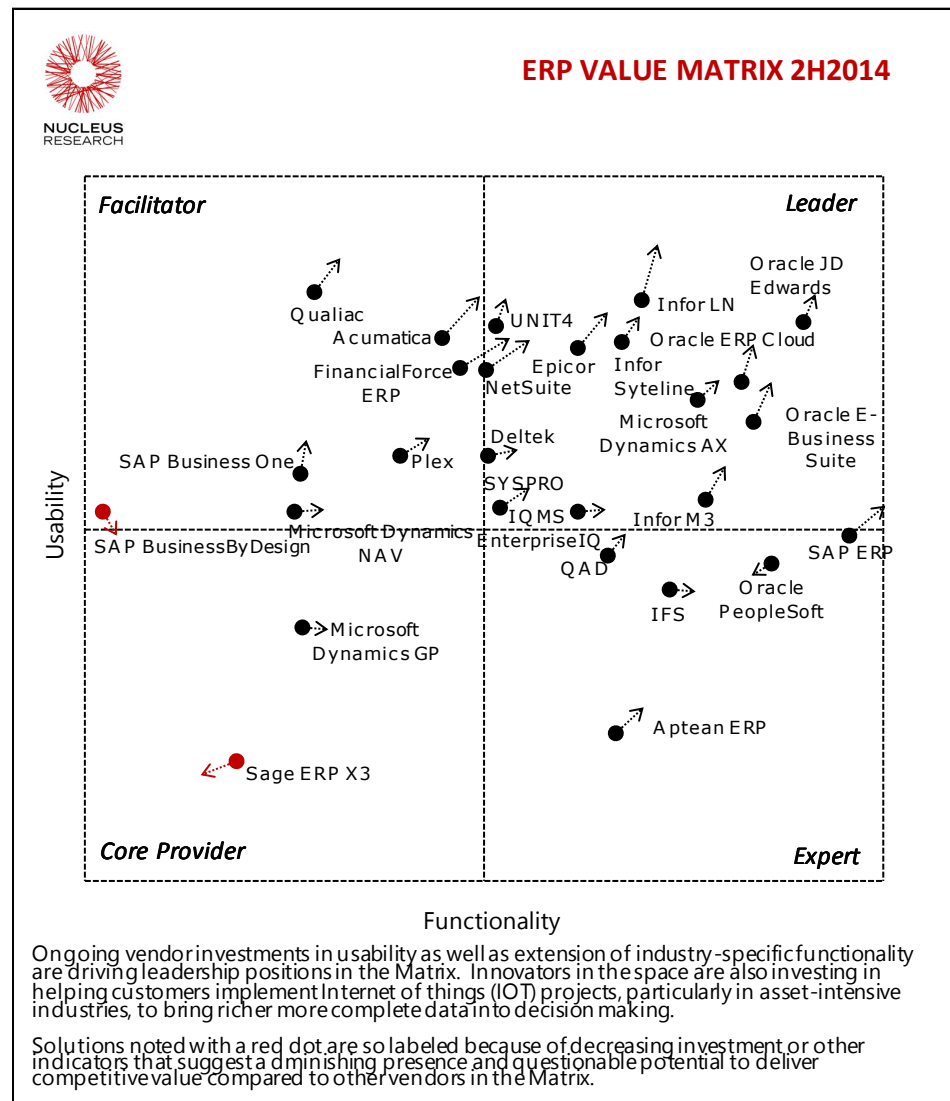 ERP VALUE MATRIX 2H2014
NUCLEUS
RESEARCH
Facilitator
Leader
Oracle JD
Edwards
Qualiac
Infor LN
UNIT4
Acumatica
Oracle ERP Cloud
FinancialForce
ERP
NetSuite
Epicor
Infor
Syteline
Microsoft
Dynamics AX
Oracle E-
Business
Suite
Deltek
SAP Business One
Plex
SYSPRO
IQMS
EnterpriseIQ
Infor M3
Usability
SAP BusinessByDesign
Microsoft Dynamics
NAV
QAD
SAP ERP
Oracle
PeopleSoft
IFS
Microsoft
Dynamics GP
Aptean ERP
Sage ERP X3
Core Provider
Expert
Functionality
Ongoing vendor investments in usability as well as extension of industry-specific functionality
are driving leadership positions in the Matrix. Innovators in the space are also investing in
helping customers implement Internet of things (IOT) projects, particularly in asset-intensive
industries, to bring richer more complete data into decision making.
Solutions noted with a red dot are so labeled because of decreasing investment or other
indicators that suggest a dminishing presence and questionable potential to deliver
competitive value compared to other vendors in the Matrix.